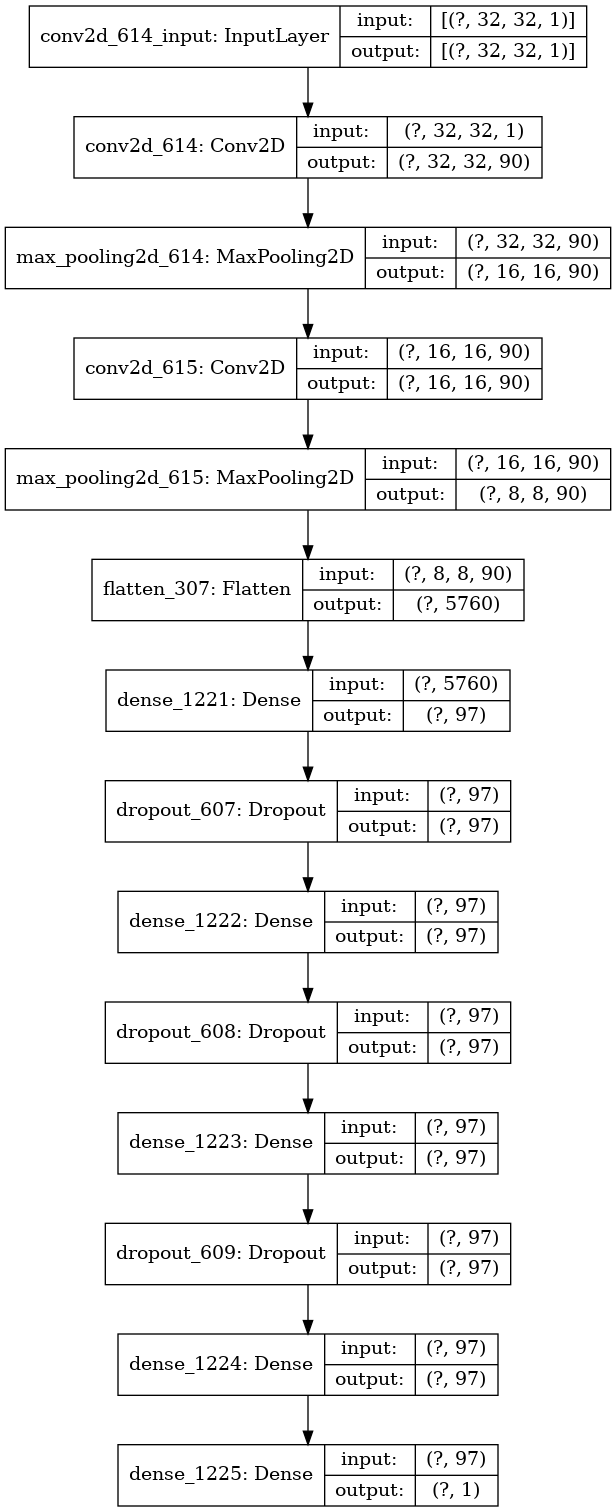 conv2d_614_input: InputLayer
input: [(?, 32, 32, 1)]
output: [(?, 32, 32, 1)]
conv2d_614: Conv2D
input: (?, 32, 32, 1)
output: (?, 32, 32, 90)
max_pooling2d_614: MaxPooling2D
input: (?, 32, 32, 90)
output: (?, 16, 16, 90)
conv2d_615: Conv2D
input: (?, 16, 16, 90)
output: (?, 16, 16, 90)
max_pooling2d_615: MaxPooling2D
input: (?, 16, 16, 90)
output: (?, 8, 8, 90)
flatten_307: Flatten
input: (?, 8, 8, 90)
output: (?, 5760)
dense_1221: Dense
input: (?, 5760)
output: (?, 97)
dropout_607: Dropout
input: (?, 97)
output: (?, 97)
dense_1222: Dense
input: (?, 97)
output: (?, 97)
dropout_608: Dropout
input: (?, 97)
output: (?, 97)
dense_1223: Dense
input: (?, 97)
output: (?, 97)
dropout_609: Dropout
input: (?, 97)
output: (?, 97)
dense_1224: Dense
input: (?, 97)
output: (?, 97)
dense_1225: Dense
input: (?, 97)
output: (?, 1)